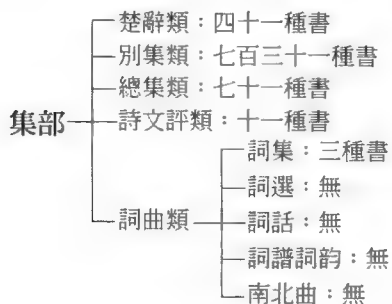 楚辭類：四十一種書
別集類：七百三十一種書
總集類：七十一種書
集部
詩文評類：十一種書
詞集：三種書
詞選：無
詞曲類
詞話：無
詞譜詞韵：無
南北曲：無